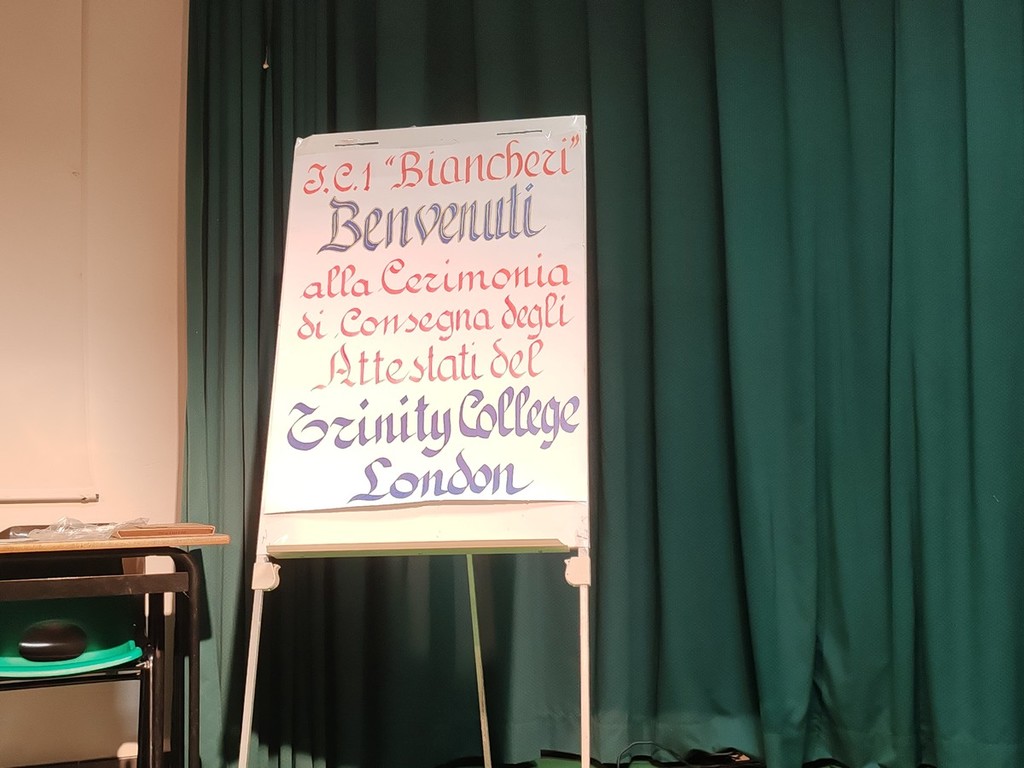 I.C.1 "Biancheri"
Benvenuti
alla Cerimonia
di Consegna degli
Attestati del
Trinity College
London